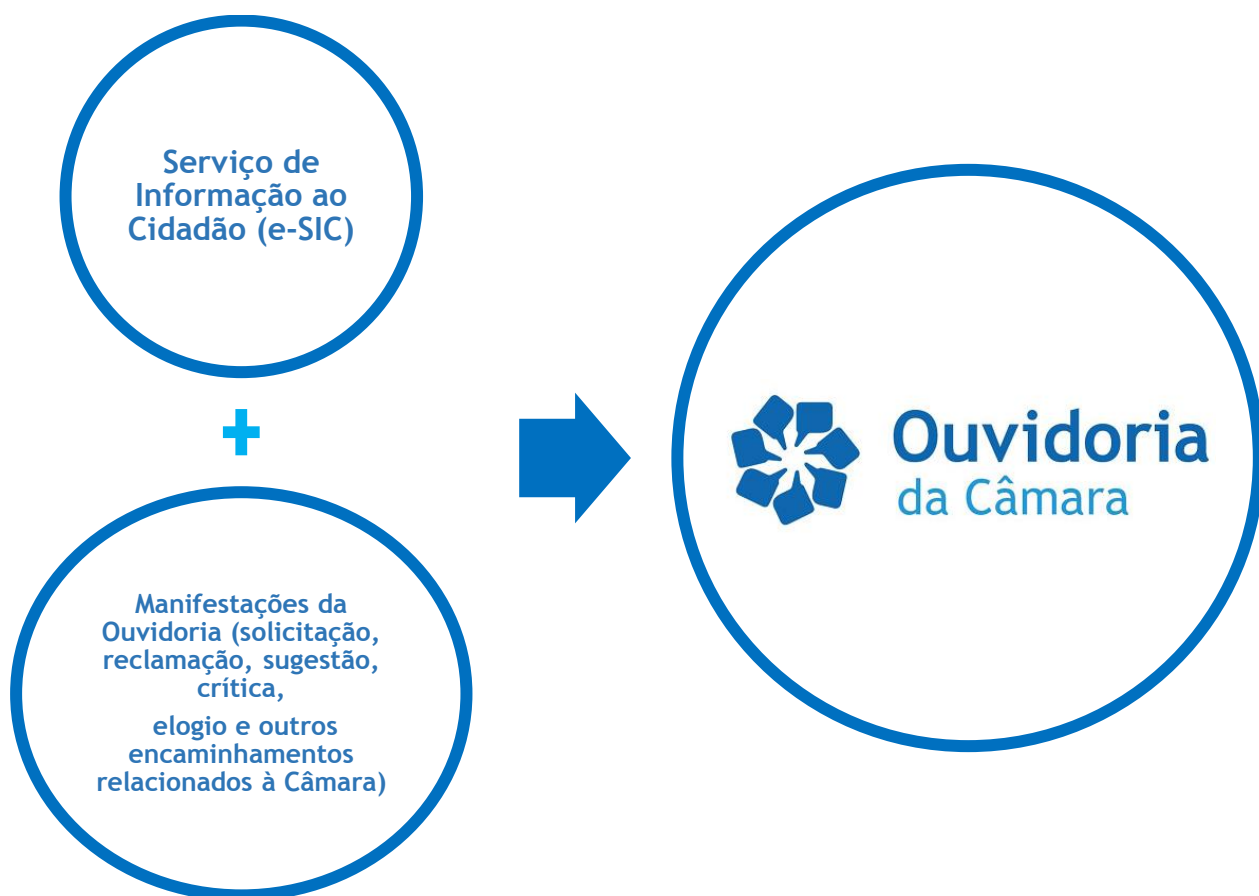 Serviço de
Informação ao
Cidadão (e-SIC)
Manifestações da
Ouvidoria (solicitação,
reclamação, sugestão,
crítica,
elogio e outros
encaminhamentos
relacionados à Câmara)
Ouvidoria
da Câmara